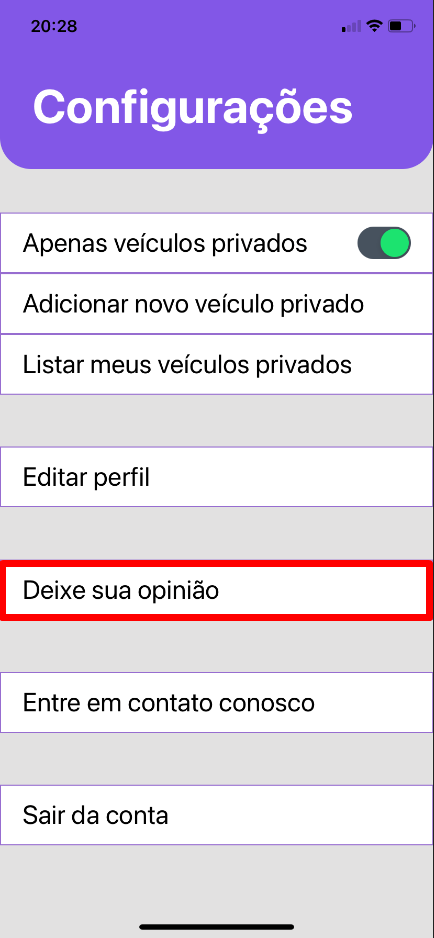 20:28
Configurações
Apenas veículos privados
Adicionar novo veículo privado
Listar meus veículos privados
Editar perfil
Deixe sua opinião
Entre em contato conosco
Sair da conta